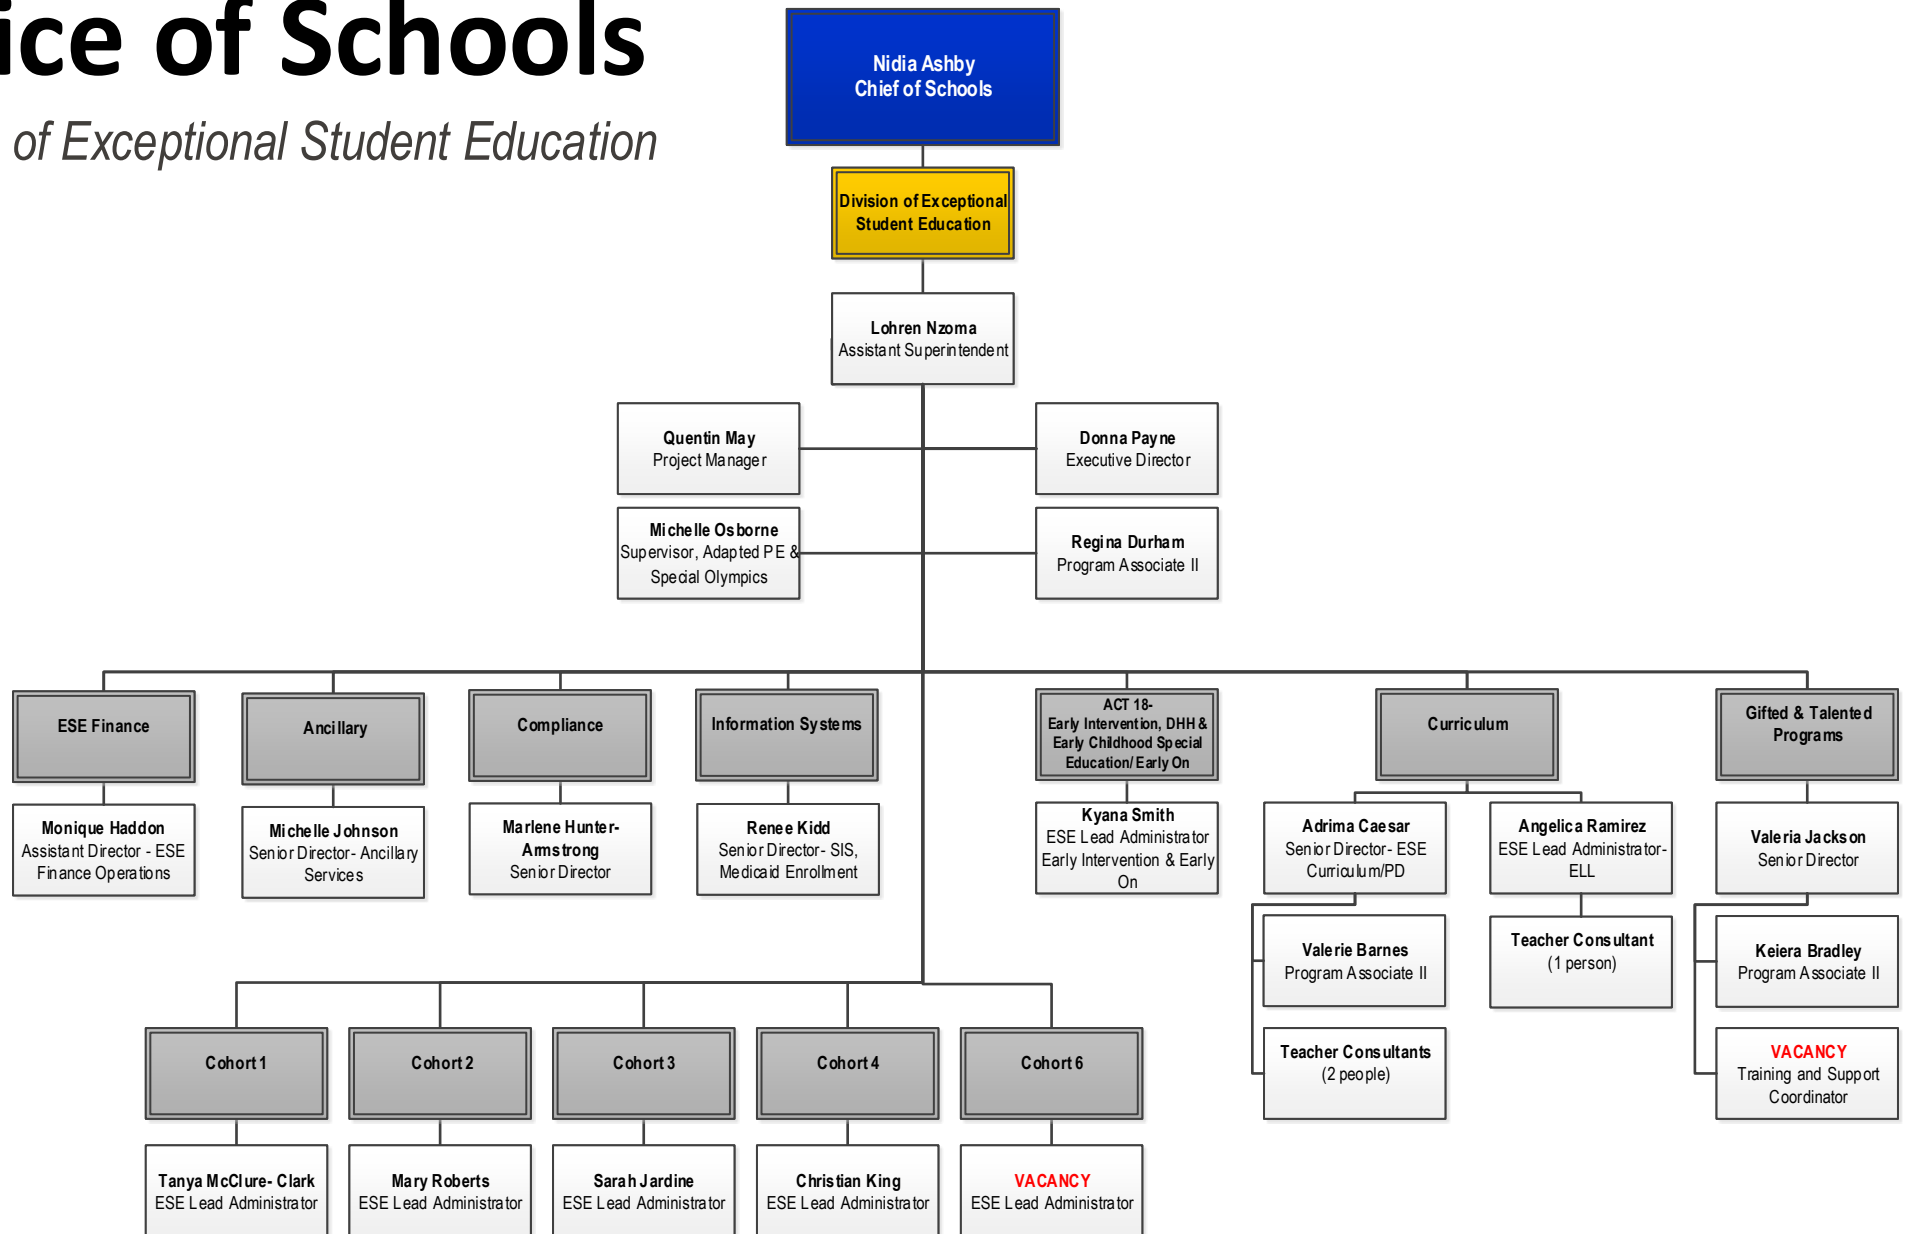 ice of Schools
of Exceptional Student Education
Nidia Ashby
Chief of Schools
Division of Exceptional
Student Education
Lohren Nzoma
Assistant Superintendent
Quentin May
Project Manager
Donna Payne
Executive Director
Michelle Osborne
Supervisor, Adapted PE &
Special Olympics
Regina Durham
Program Associate II
ESE Finance
Ancillary
Compliance
Information Systems
ACT 18-
Early Intervention, DHH &
Early Childhood Special
Education/ Early On
Curriculum
Gifted & Talented
Programs
Monique Haddon
Assistant Director - ESE
Finance Operations
Michelle Johnson
Senior Director- Ancillary
Services
Marlene Hunter-
Armstrong
Senior Director
Renee Kidd
Senior Director- SIS,
Medicaid Enrollment
Kyana Smith
ESE Lead Administrator
Early Intervention & Early
On
Adrima Caesar
Senior Director- ESE
Curriculum/PD
Angelica Ramirez
ESE Lead Administrator-
ELL
Valeria Jackson
Senior Director
Valerie Barnes
Program Associate II
Teacher Consultant
(1 person)
Keiera Bradley
Program Associate II
Teacher Consultants
(2 people)
VACANCY
Training and Support
Coordinator
Cohort 1
Cohort 2
Cohort 3
Cohort 4
Cohort 6
Tanya McClure- Clark
ESE Lead Administrator
Mary Roberts
ESE Lead Administrator
Sarah Jardine
ESE Lead Administrator
Christian King
ESE Lead Administrator
VACANCY
ESE Lead Administrator